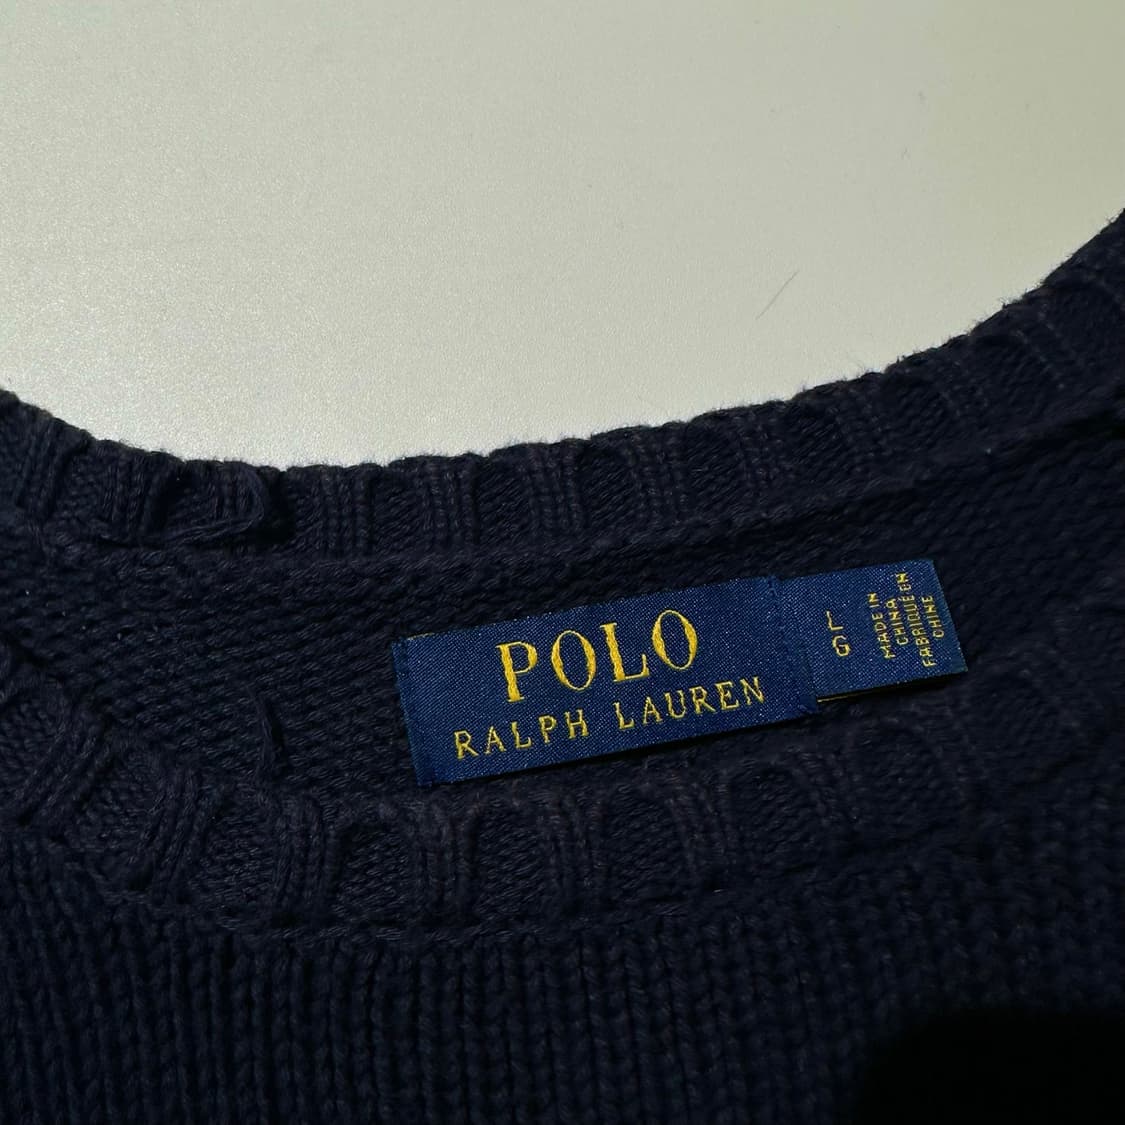 POLO
RALPH LAUREN
L
G
MADE IN
CHINA
FABRIQUÉ EN
CHINE